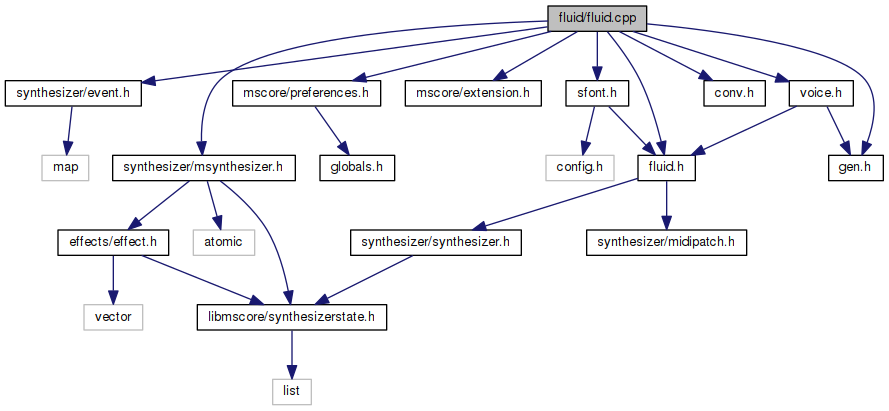 fluid/fluid.cpp
synthesizer/event.h
mscore/preferences.h
mscore/extension.h
sfont.h
conv.h
voice.h
map
synthesizer/msynthesizer.h
globals.h
config.h
fluid.h
gen.h
effects/effect.h
atomic
synthesizer/synthesizer.h
synthesizer/midipatch.h
vector
libmscore/synthesizerstate.h
list